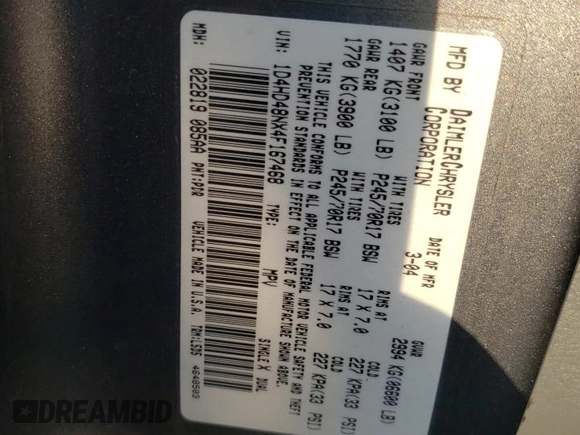 MFD BY DAIMLERCHRYSLER CORPORATION
DATE OF MFR 3-04
GVWR 2994 KG(06600 LB)
GAWR FRONT WITH TIRES RIMS AT COLD
1407 KG(3100 LB) P245/70R17 BSW 17 X 7.0 227 KPA(33 PSI)
GAWR REAR WITH TIRES RIMS AT COLD
1770 KG(3900 LB) P245/70R17 BSW 17 X 7.0 227 KPA(33 PSI)
THIS VEHICLE CONFORMS TO ALL APPLICABLE FEDERAL MOTOR VEHICLE SAFETY AND THEFT
PREVENTION STANDARDS IN EFFECT ON THE DATE OF MANUFACTURE SHOWN ABOVE.
VIN: 1D4HD48NX4F167468 TYPE: MPV SINGLE X DUAL
MDH: 022819 085AA PNT:PDR VEHICLE MADE IN U.S.A. TRM:L5D5
DREAMBID